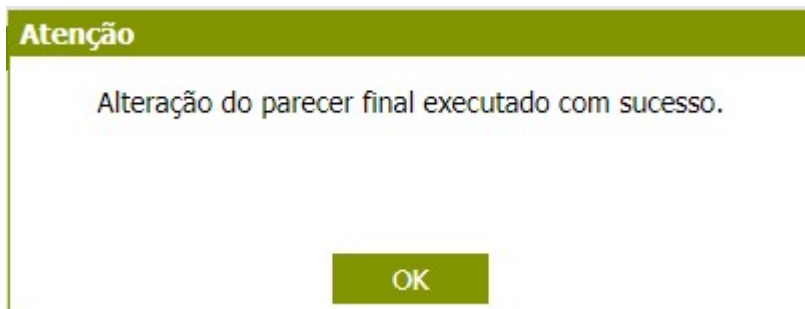 Atenção
Alteração do parecer final executado com sucesso.
OK